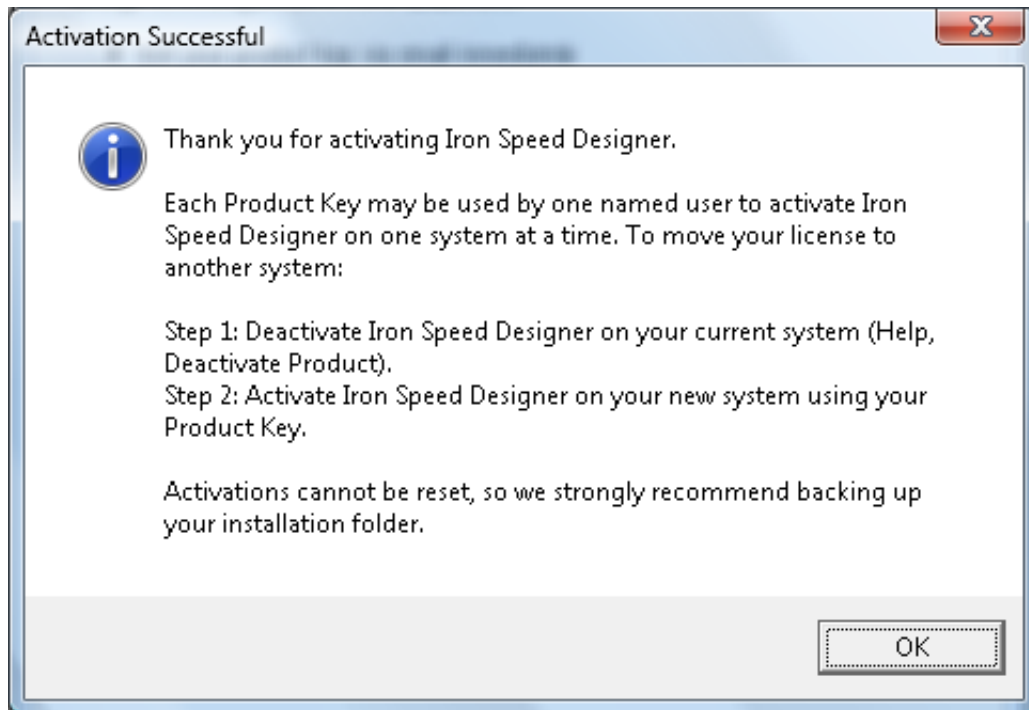 Activation Successful
Thank you for activating Iron Speed Designer.
Each Product Key may be used by one named user to activate Iron
Speed Designer on one system at a time. To move your license to
another system:
Step 1: Deactivate Iron Speed Designer on your current system (Help,
Deactivate Product).
Step 2: Activate Iron Speed Designer on your new system using your
Product Key.
Activations cannot be reset, so we strongly recommend backing up
your installation folder.
OK